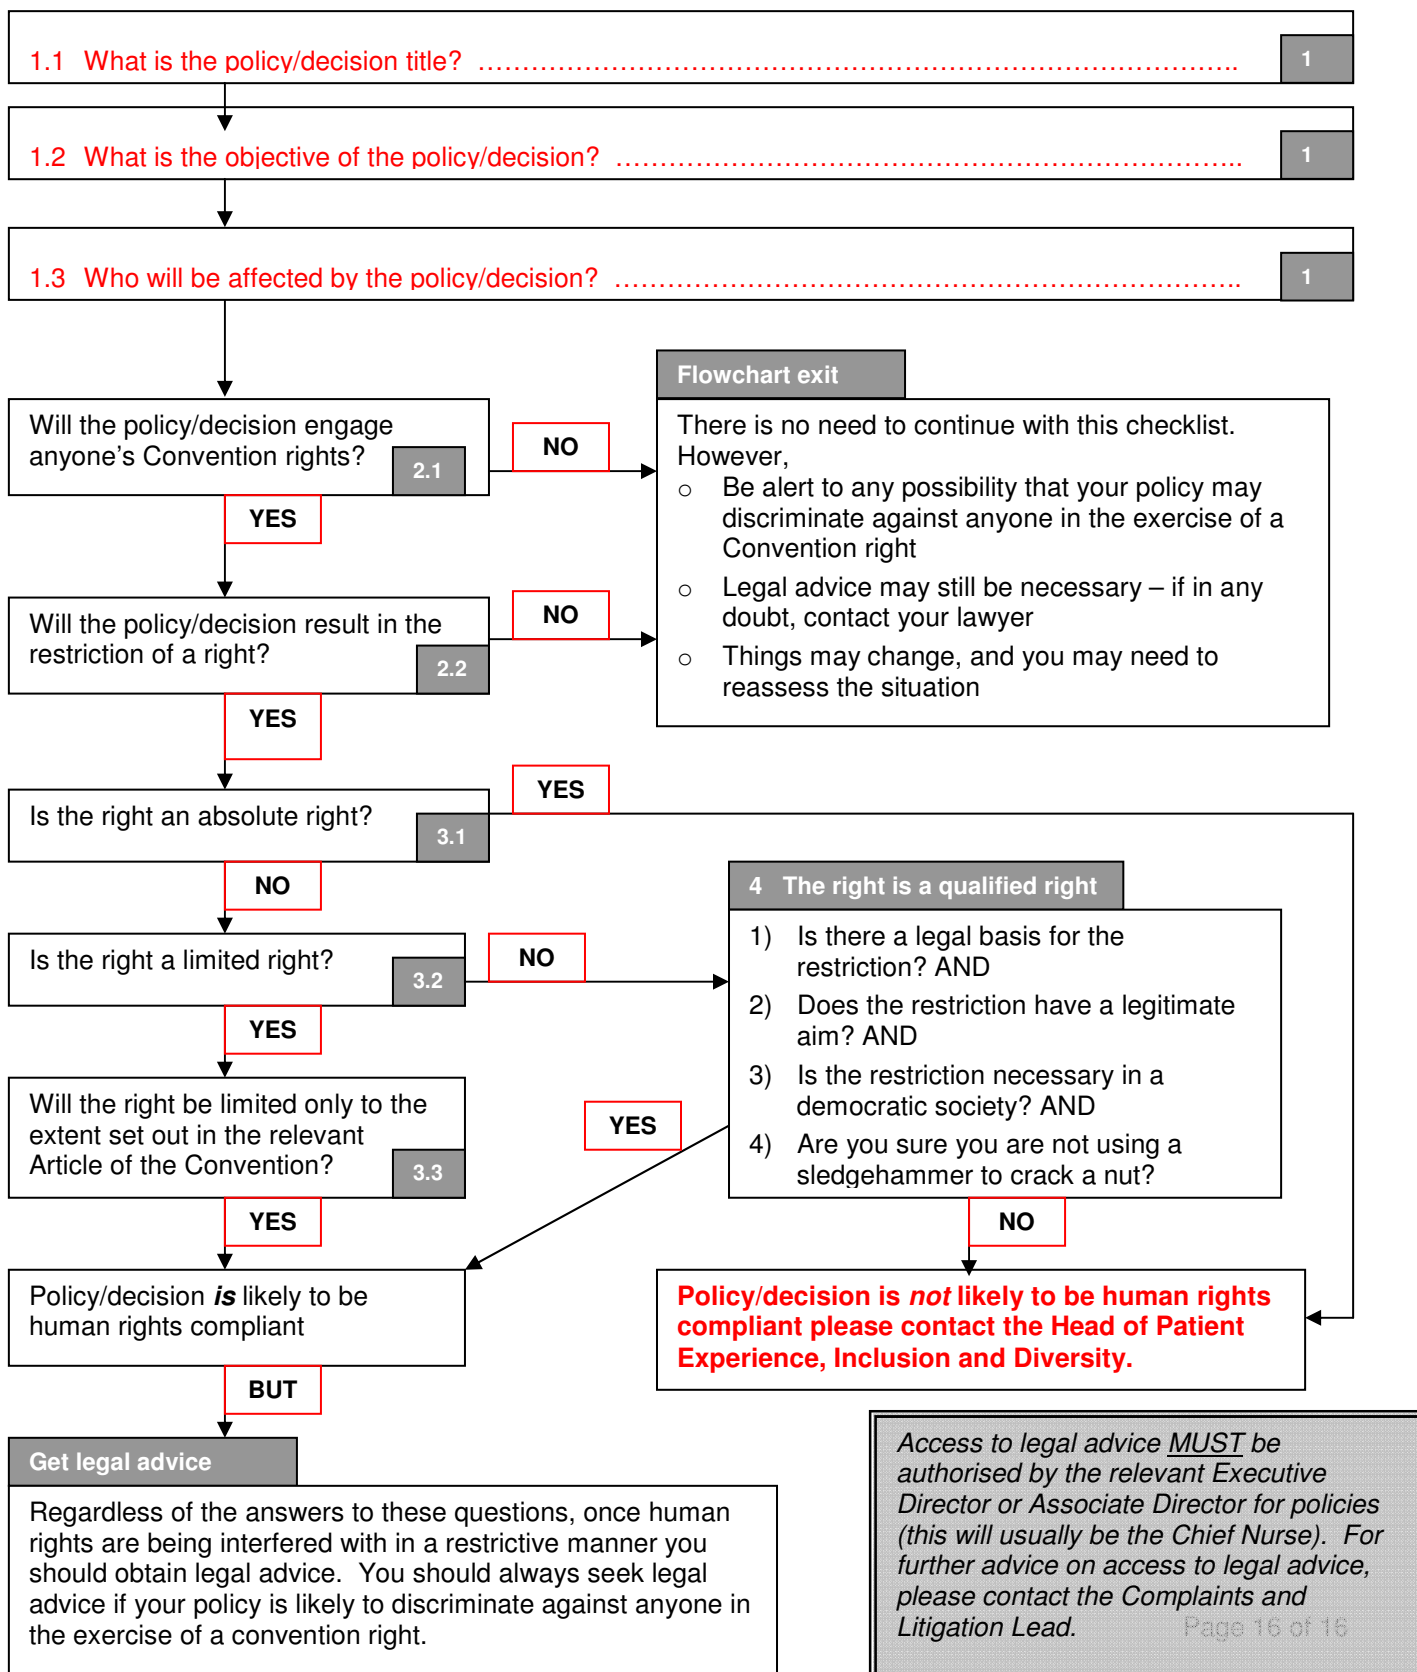 1.1 What is the policy/decision title? ……………………………………………………………………………..
1
1.2 What is the objective of the policy/decision? ………………………………………………………………..
1
1.3 Who will be affected by the policy/decision? ………………………………………………………………..
1
Will the policy/decision engage
anyone’s Convention rights?
2.1
NO
YES
Flowchart exit
There is no need to continue with this checklist.
However,
o Be alert to any possibility that your policy may
discriminate against anyone in the exercise of a
Convention right
o Legal advice may still be necessary – if in any
doubt, contact your lawyer
o Things may change, and you may need to
reassess the situation
Will the policy/decision result in the
restriction of a right?
2.2
NO
YES
Is the right an absolute right?
3.1
YES
NO
Is the right a limited right?
3.2
NO
YES
4 The right is a qualified right
1) Is there a legal basis for the
restriction? AND
2) Does the restriction have a legitimate
aim? AND
3) Is the restriction necessary in a
democratic society? AND
4) Are you sure you are not using a
sledgehammer to crack a nut?
YES
NO
Will the right be limited only to the
extent set out in the relevant
Article of the Convention?
3.3
YES
Policy/decision is likely to be
human rights compliant
BUT
Policy/decision is not likely to be human rights
compliant please contact the Head of Patient
Experience, Inclusion and Diversity.
Get legal advice
Regardless of the answers to these questions, once human
rights are being interfered with in a restrictive manner you
should obtain legal advice. You should always seek legal
advice if your policy is likely to discriminate against anyone in
the exercise of a convention right.
Access to legal advice MUST be
authorised by the relevant Executive
Director or Associate Director for policies
(this will usually be the Chief Nurse). For
further advice on access to legal advice,
please contact the Complaints and
Litigation Lead.
Page 16 of 16